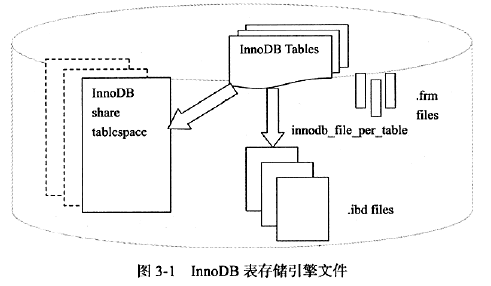 InnoDB Tables
InnoDB
share
tablespace
.frm
files
innodb_file_per_table
.ibd files
图 3-1 InnoDB 表存储引擎文件